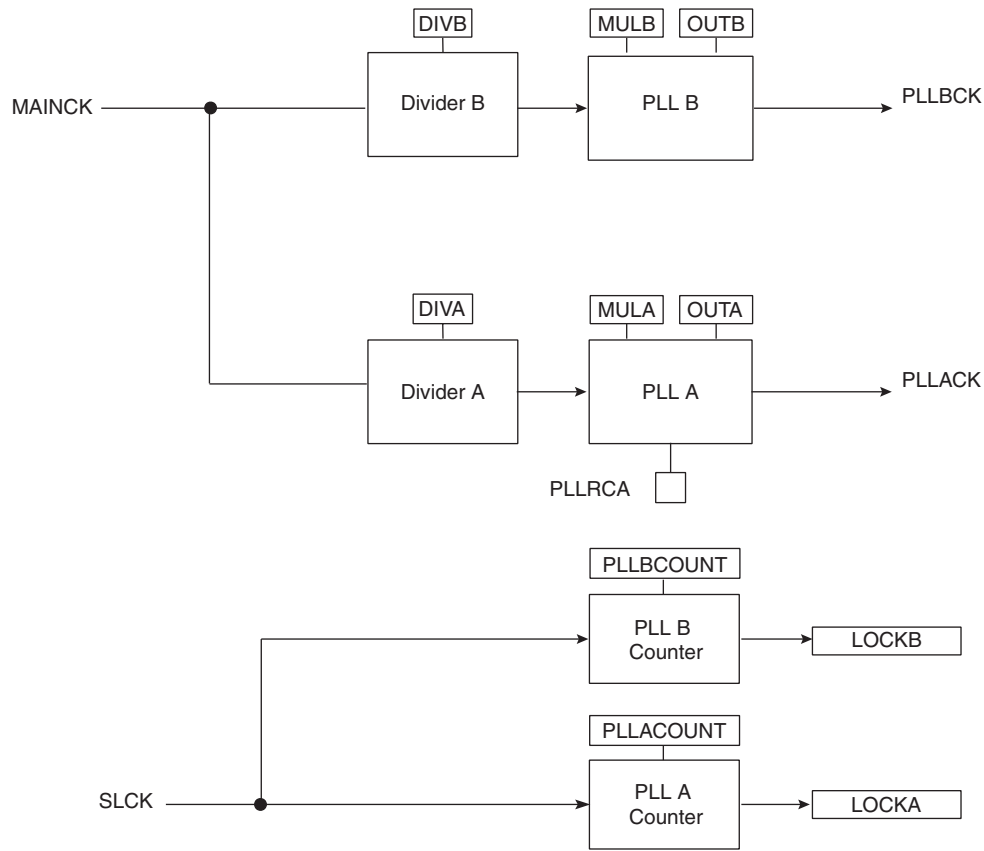 DIVB
MULB
OUTB
MAINCK
Divider B
PLL B
PLLBCK
DIVA
MULA
OUTA
Divider A
PLL A
PLLACK
PLLRCA
PLLBCOUNT
PLL B
Counter
LOCKB
PLLACOUNT
SLCK
PLL A
Counter
LOCKA